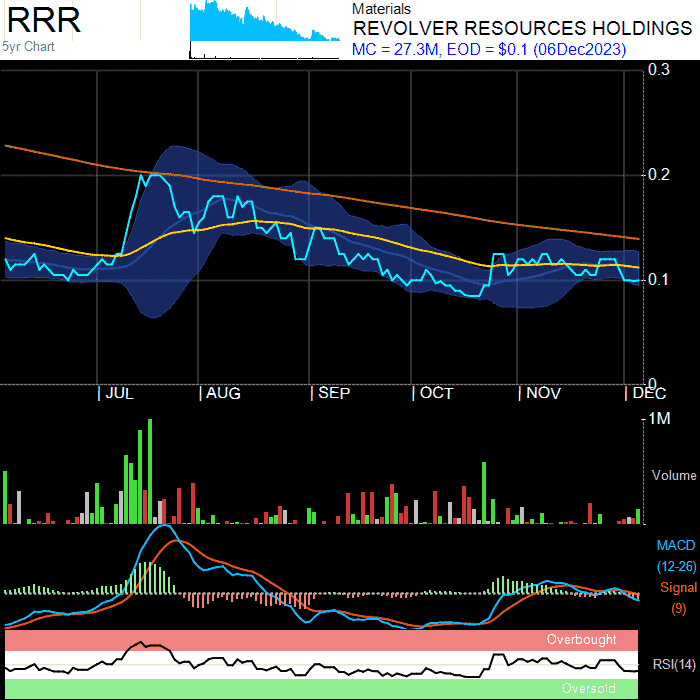 RRR
5yr Chart
Materials
REVOLVER RESOURCES HOLDINGS
MC = 27.3M, EOD = $0.1 (06Dec2023)
0.3
0.2
0.1
0
JUL
AUG
SEP
OCT
NOV
DEC
1M
Volume
MACD
(12-26)
Signal
(9)
Overbought
RSI(14)
Oversold